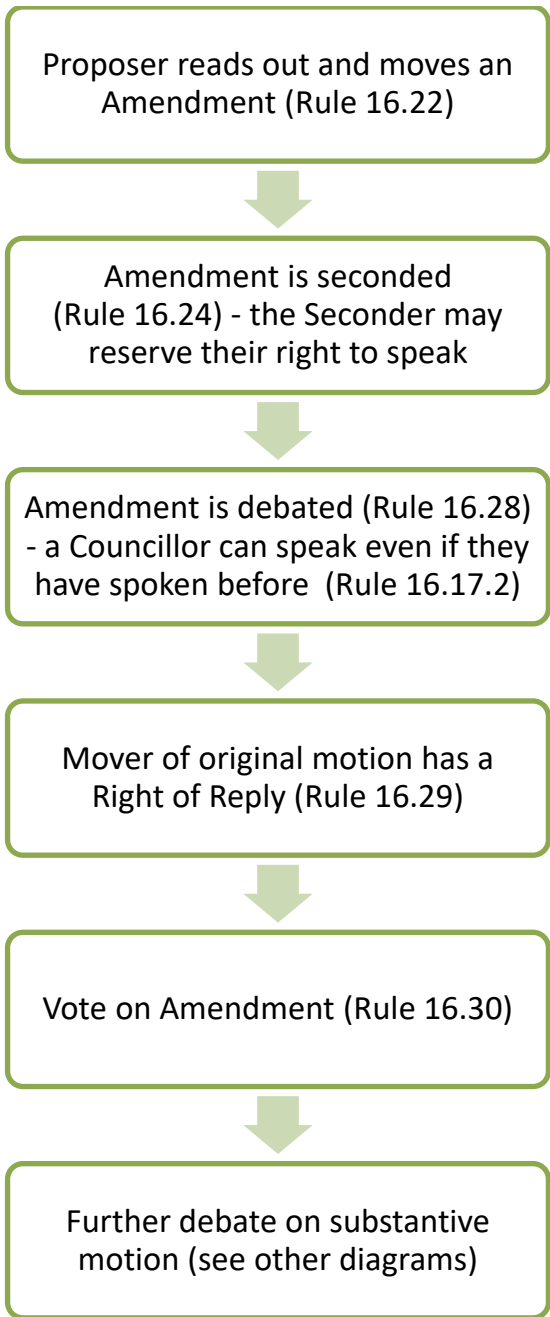 Proposer reads out and moves an
Amendment (Rule 16.22)
Amendment is seconded
(Rule 16.24) - the Seconder may
reserve their right to speak
Amendment is debated (Rule 16.28)
- a Councillor can speak even if they
have spoken before  (Rule 16.17.2)
Mover of original motion has a
Right of Reply (Rule 16.29)
Vote on Amendment (Rule 16.30)
Further debate on substantive
motion (see other diagrams)